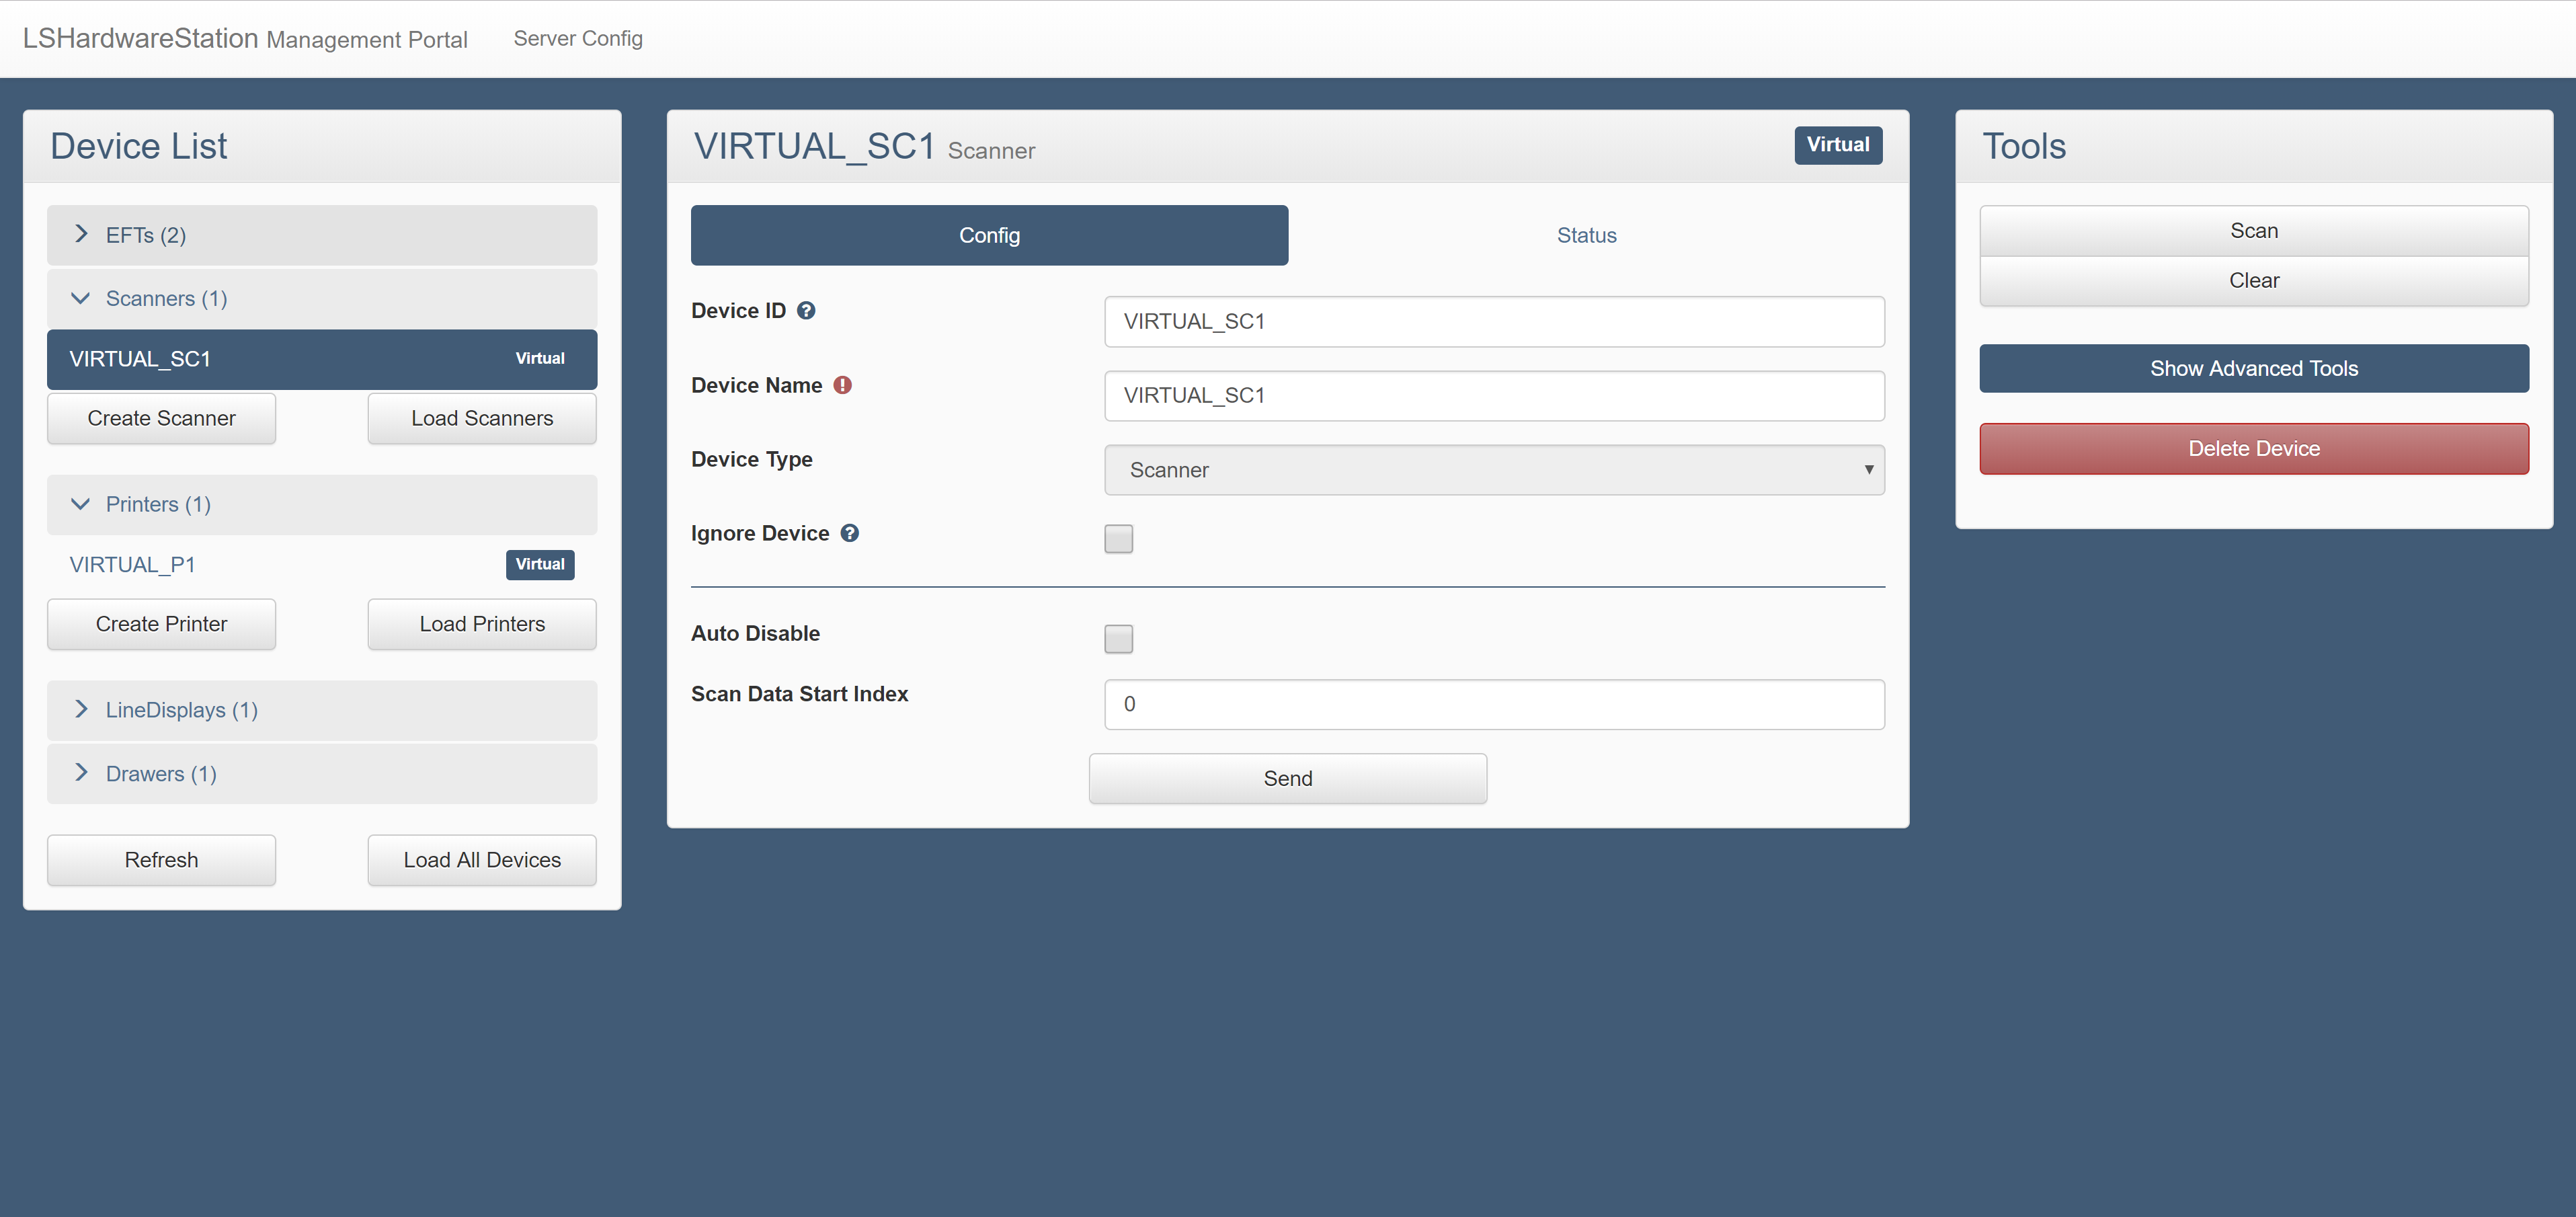 LSHardwareStation Management Portal Server Config
Device List
EFTs (2)
Scanners (1)
VIRTUAL_SC1 Virtual
Create Scanner Load Scanners
Printers (1)
VIRTUAL_P1 Virtual
Create Printer Load Printers
LineDisplays (1)
Drawers (1)
Refresh Load All Devices
VIRTUAL_SC1 Scanner Virtual
Config Status
Device ID VIRTUAL_SC1
Device Name VIRTUAL_SC1
Device Type Scanner
Ignore Device
Auto Disable
Scan Data Start Index 0
Send
Tools
Scan
Clear
Show Advanced Tools
Delete Device